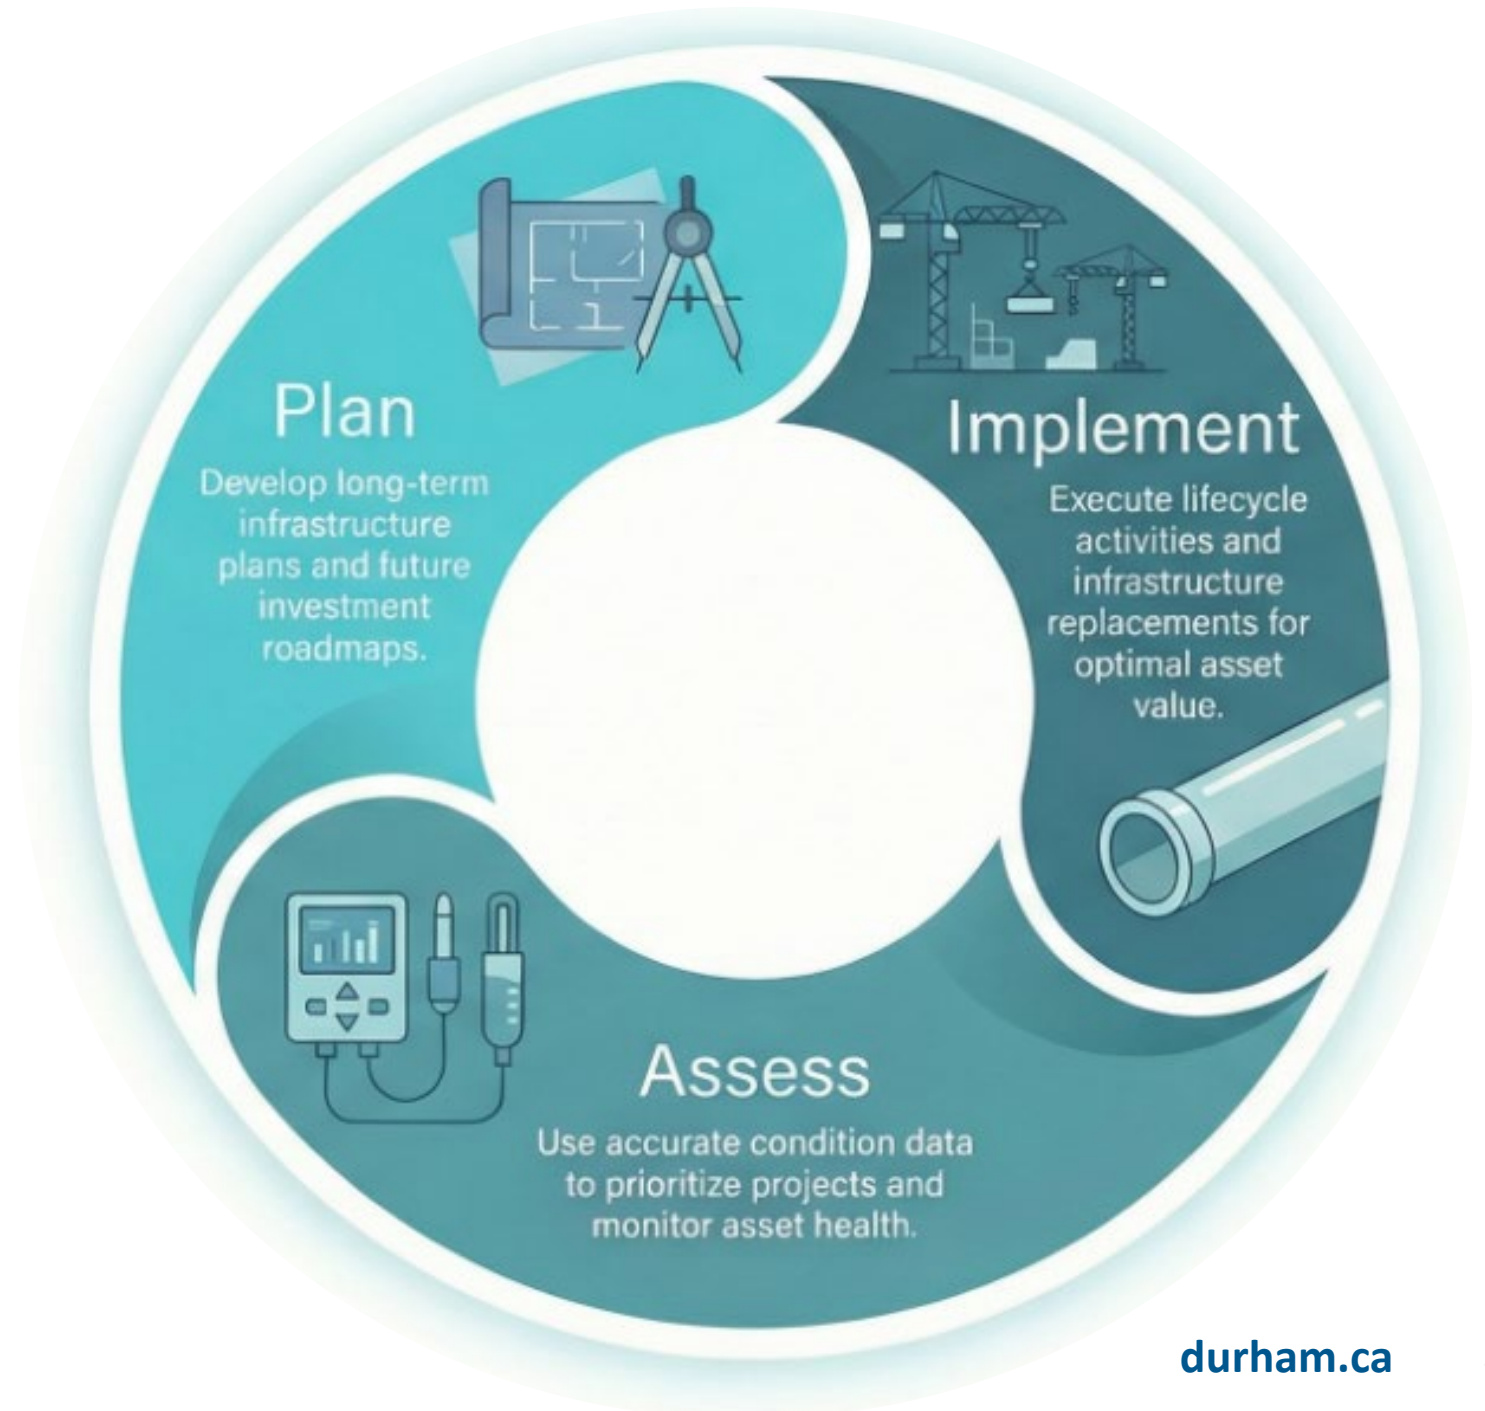 Plan
Develop long-term
infrastructure
plans and future
investment
roadmaps.
Implement
Execute lifecycle
activities and
infrastructure
replacements for
optimal asset
value.
Assess
Use accurate condition data
to prioritize projects and
monitor asset health.
durham.ca